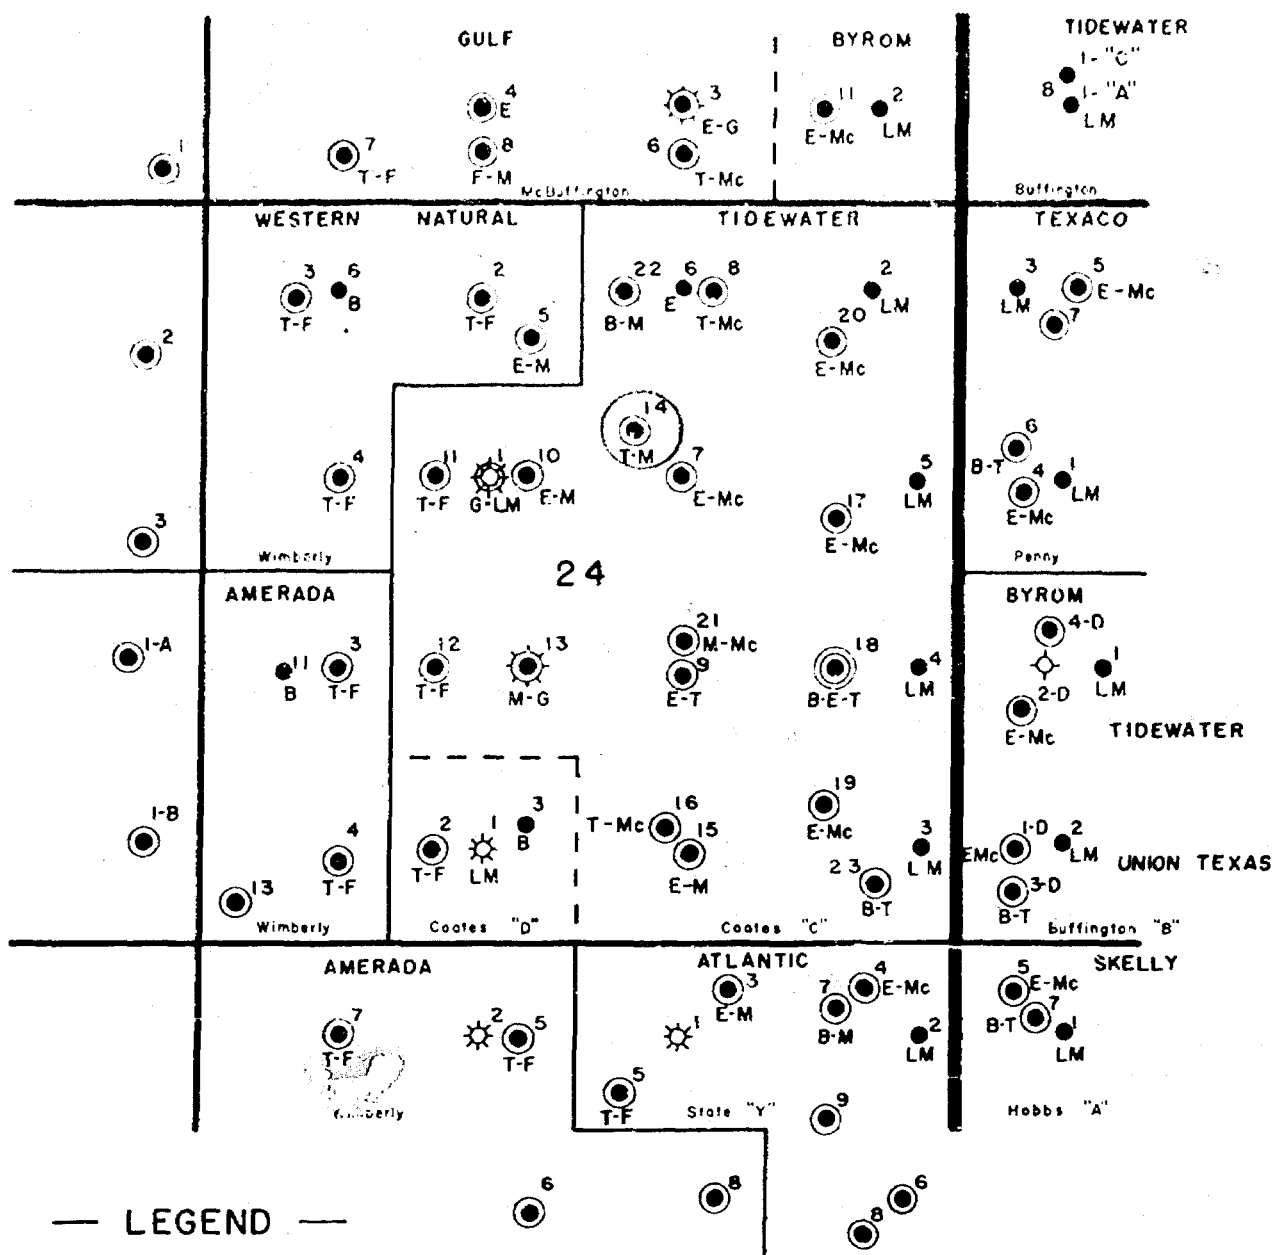 GULF BYROM TIDEWATER
1-"C"
4 3 11 2 8 1-"A"
E E-G E-Mc LM LM
1 7 8 6
T-F F-M T-Mc
McBuffington Buffington
WESTERN NATURAL TIDEWATER TEXACO
3 6 2 22 6 8 2 3 5
T-F B T-F B-M E T-Mc LM LM E-Mc
2 5 20 7
E-M E-Mc
14 6
T-M B-T
4 11 1 10 7 5 4 1
T-F T-F G-LM E-M E-Mc LM E-Mc LM
3 17
E-Mc
Wimberly Penny
24
AMERADA BYROM
1-A 21 4-D
M-Mc
11 3 12 13 9 18 4 1
B T-F T-F M-G E-T B-E-T LM LM
2-D
E-Mc
TIDEWATER
19
E-Mc
1-B 4 2 1 3 T-Mc 16 3 1-D 2
T-F T-F LM B 15 LM EMc LM
E-M UNION TEXAS
13 23 3-D
B-T B-T
Wimberly Coates "D" Coates "C" Buffington "B"
AMERADA ATLANTIC SKELLY
3 4 5
E-M E-Mc E-Mc
7 2 5 1 7 2 B-T 7 1
T-F T-F B-M LM LM
5 9
T-F
Wimberly State "Y" Hobbs "A"
6 8 6
8
— LEGEND —